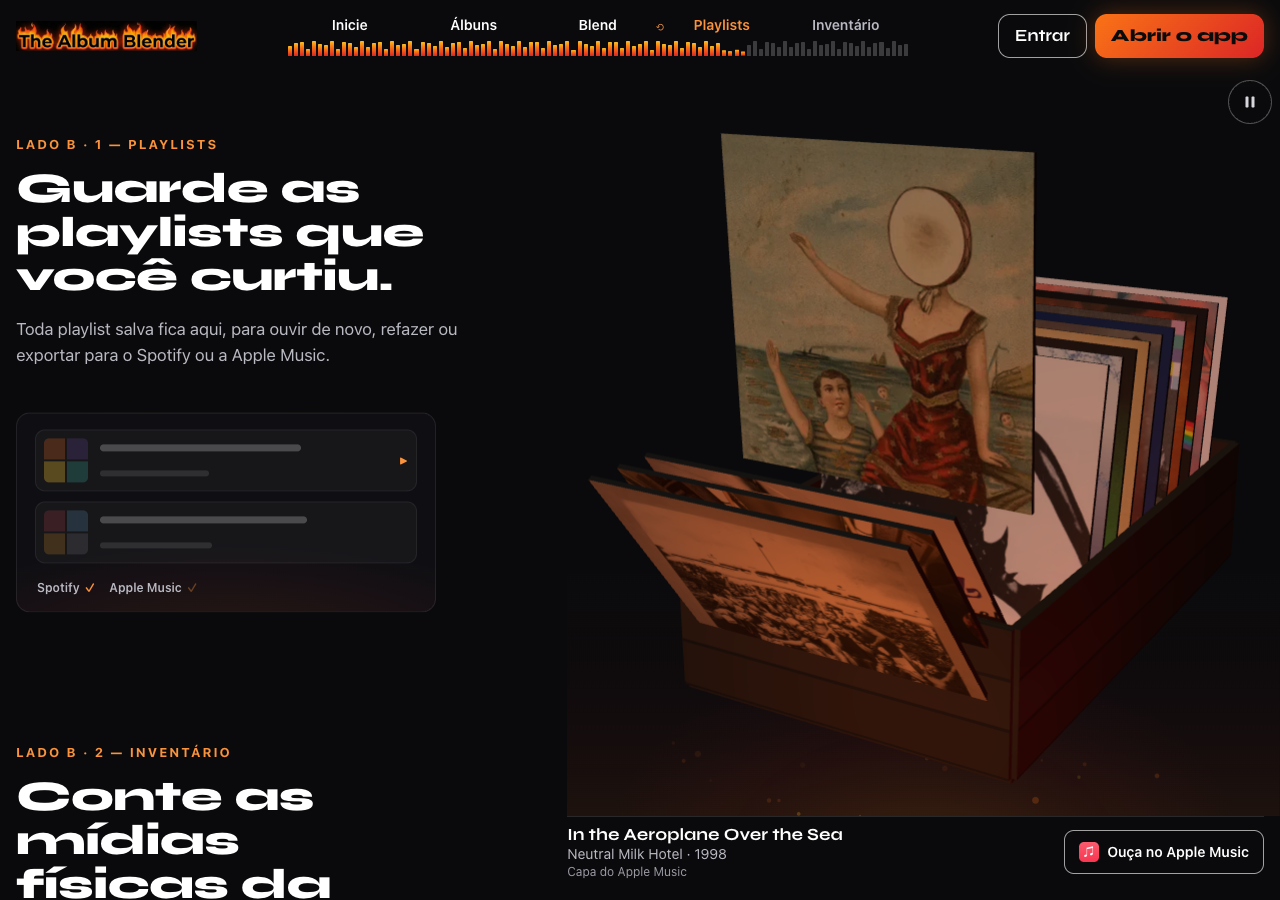 The Album Blender
Inicie
Álbuns
Blend
Playlists
Inventário
Entrar
Abrir o app
LADO B · 1 — PLAYLISTS
Guarde as
playlists que
você curtiu.
Toda playlist salva fica aqui, para ouvir de novo, refazer ou
exportar para o Spotify ou a Apple Music.
Spotify ✓ Apple Music ✓
LADO B · 2 — INVENTÁRIO
Conte as
mídias
físicas da
In the Aeroplane Over the Sea
Neutral Milk Hotel · 1998
Capa do Apple Music
Ouça no Apple Music